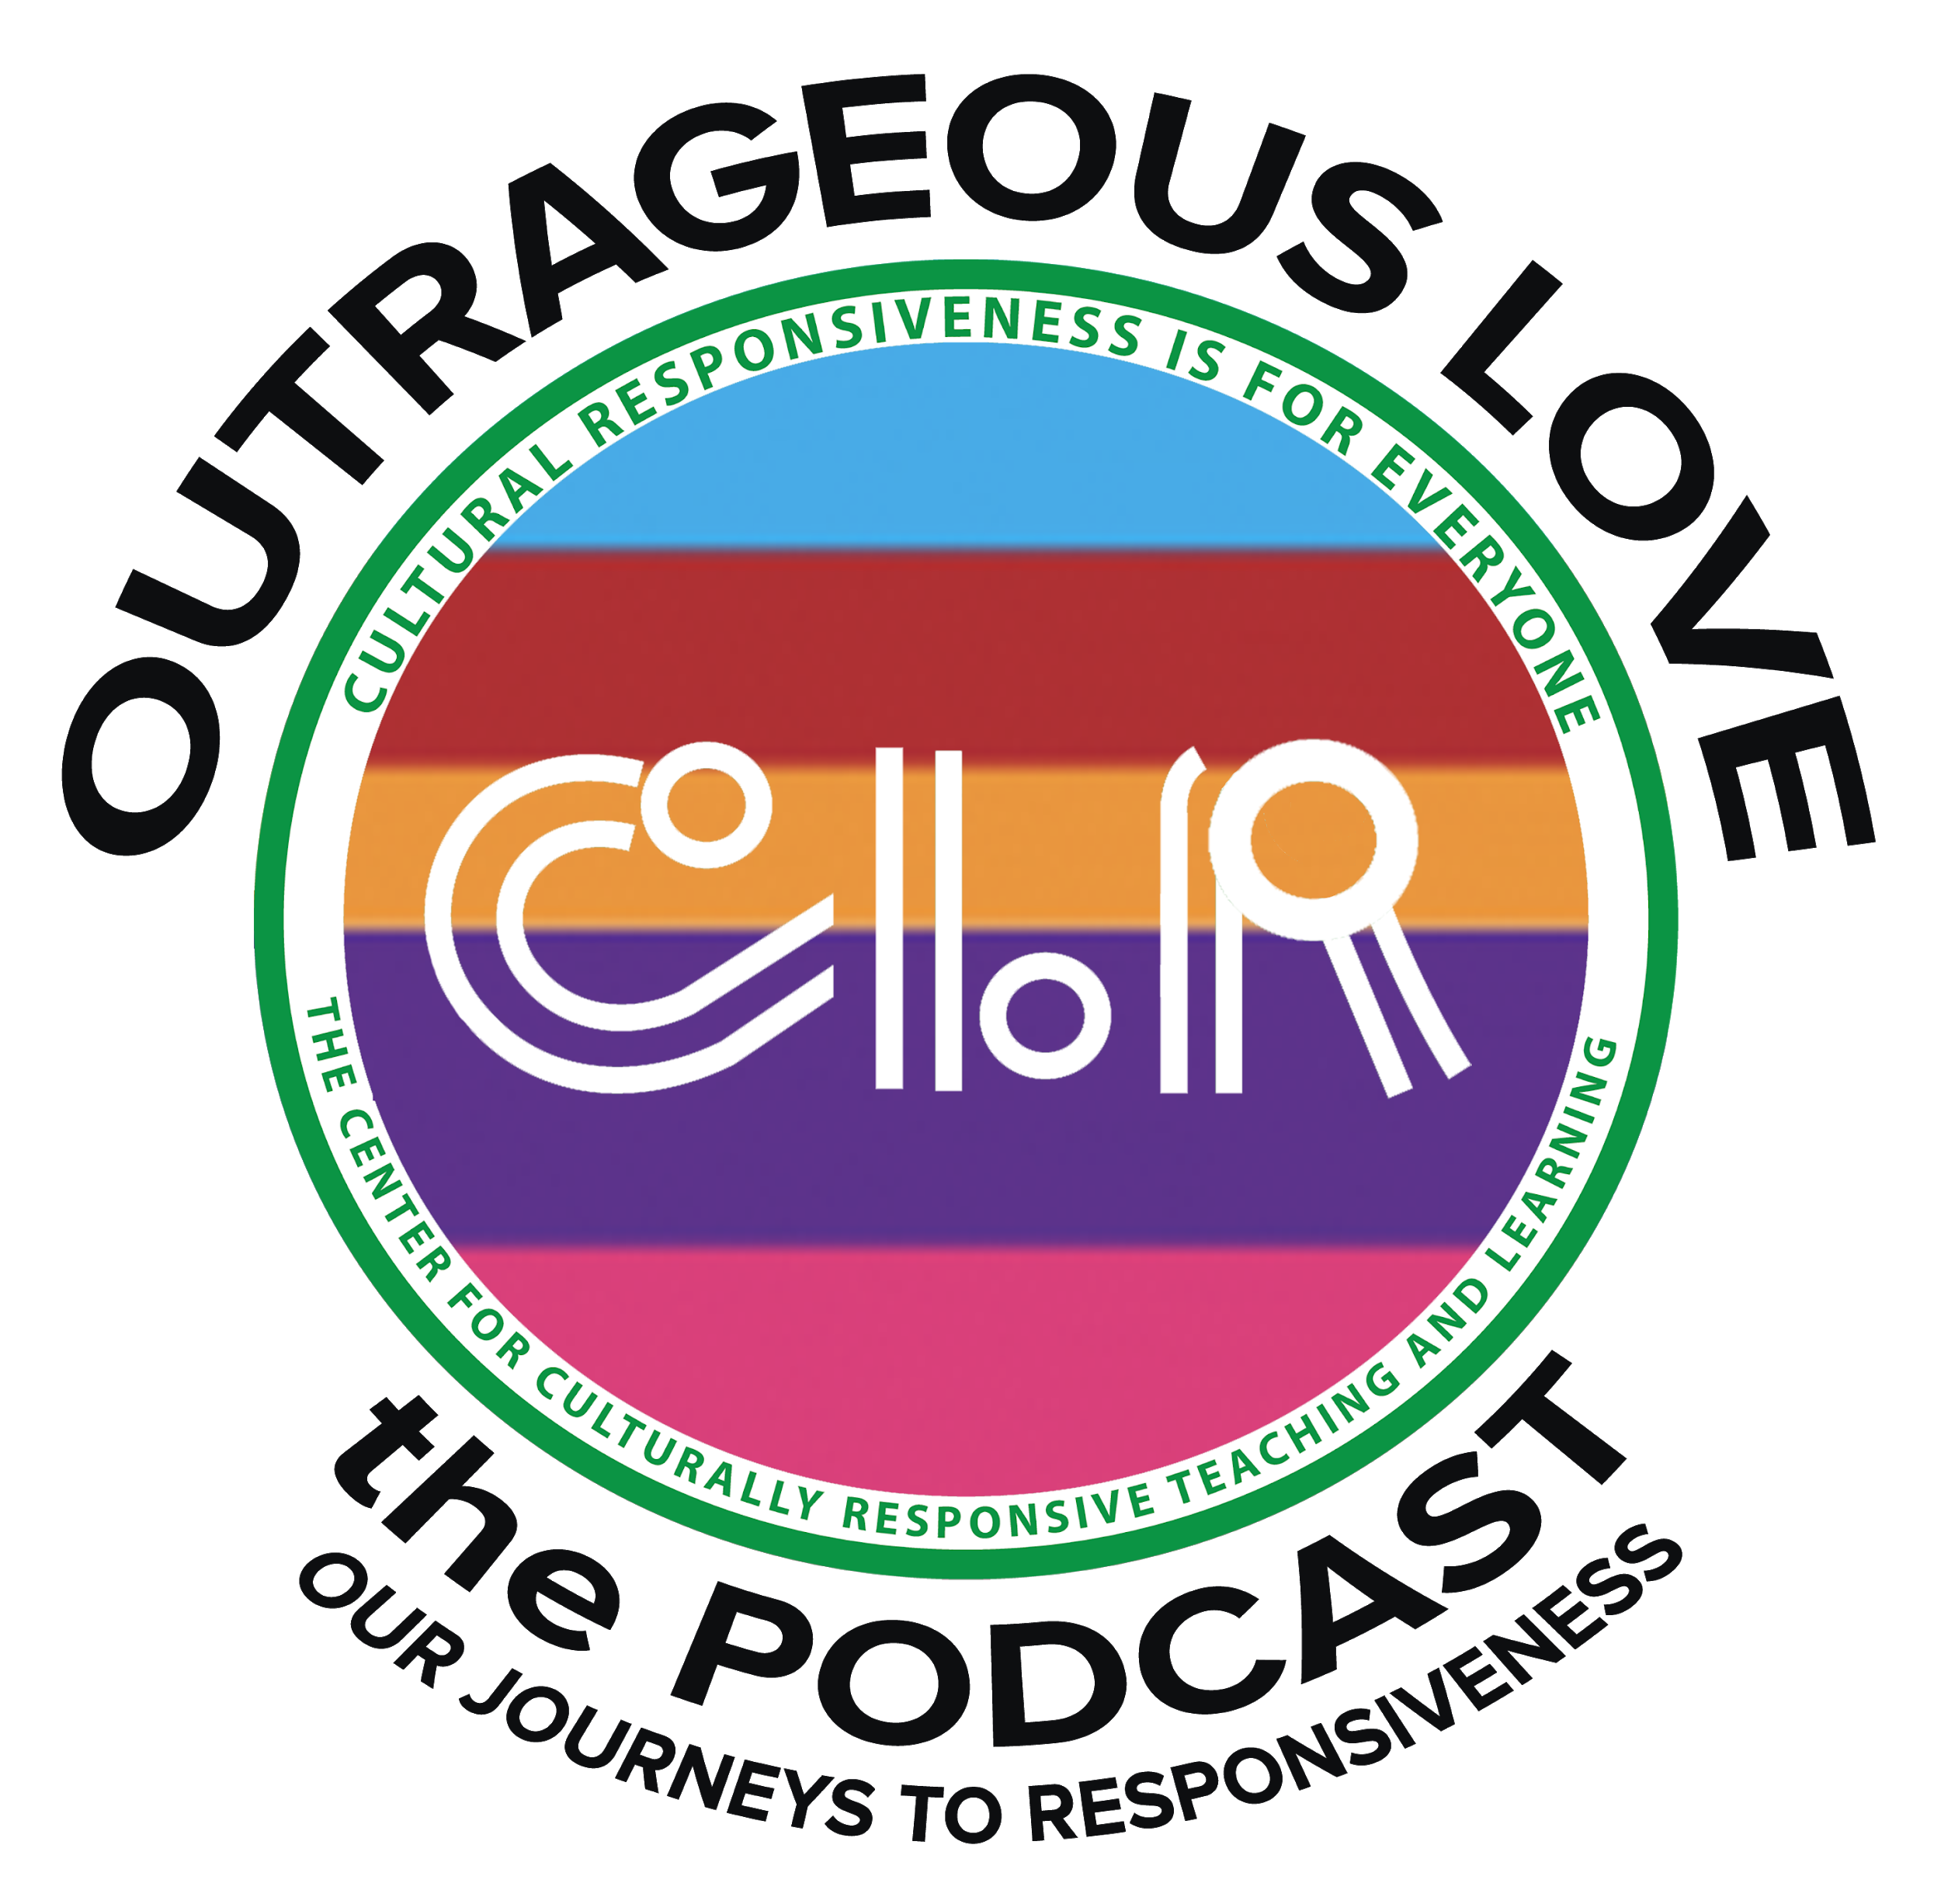 OUTRAGEOUS LOVE
CULTURAL RESPONSIVENESS IS FOR EVERYONE
CLR
THE CENTER FOR CULTURALLY RESPONSIVE TEACHING AND LEARNING
the PODCAST
OUR JOURNEYS TO RESPONSIVENESS